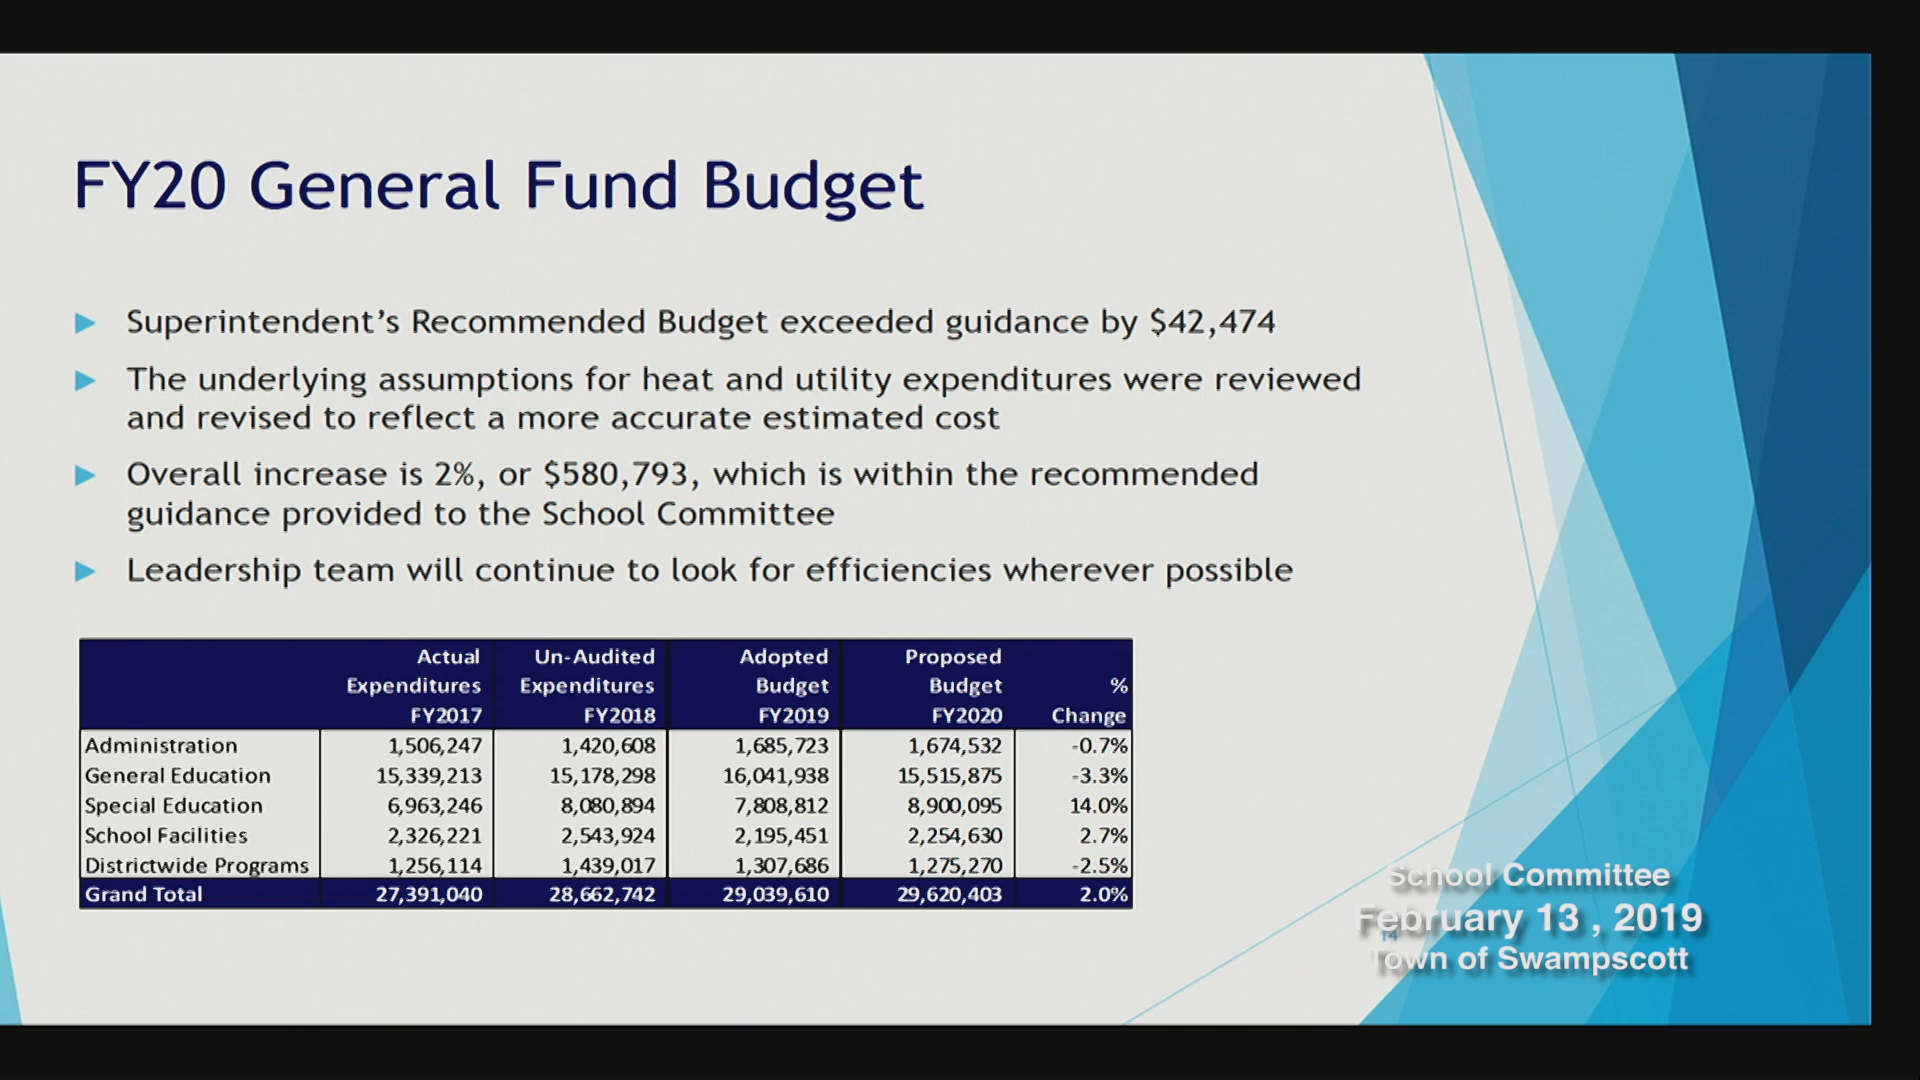 FY20 General Fund Budget
Superintendent's Recommended Budget exceeded guidance by $42,474
The underlying assumptions for heat and utility expenditures were reviewed
and revised to reflect a more accurate estimated cost
Overall increase is 2%, or $580,793, which is within the recommended
guidance provided to the School Committee
Leadership team will continue to look for efficiencies wherever possible
Actual Un-Audited Adopted Proposed
Expenditures Expenditures Budget Budget %
FY2017 FY2018 FY2019 FY2020 Change
Administration 1,506,247 1,420,608 1,685,723 1,674,532 -0.7%
General Education 15,339,213 15,178,298 16,041,938 15,515,875 -3.3%
Special Education 6,963,246 8,080,894 7,808,812 8,900,095 14.0%
School Facilities 2,326,221 2,543,924 2,195,451 2,254,630 2.7%
Districtwide Programs 1,256,114 1,439,017 1,307,686 1,275,270 -2.5%
Grand Total 27,391,040 28,662,742 29,039,610 29,620,403 2.0%
School Committee
February 13 , 2019
14
Town of Swampscott